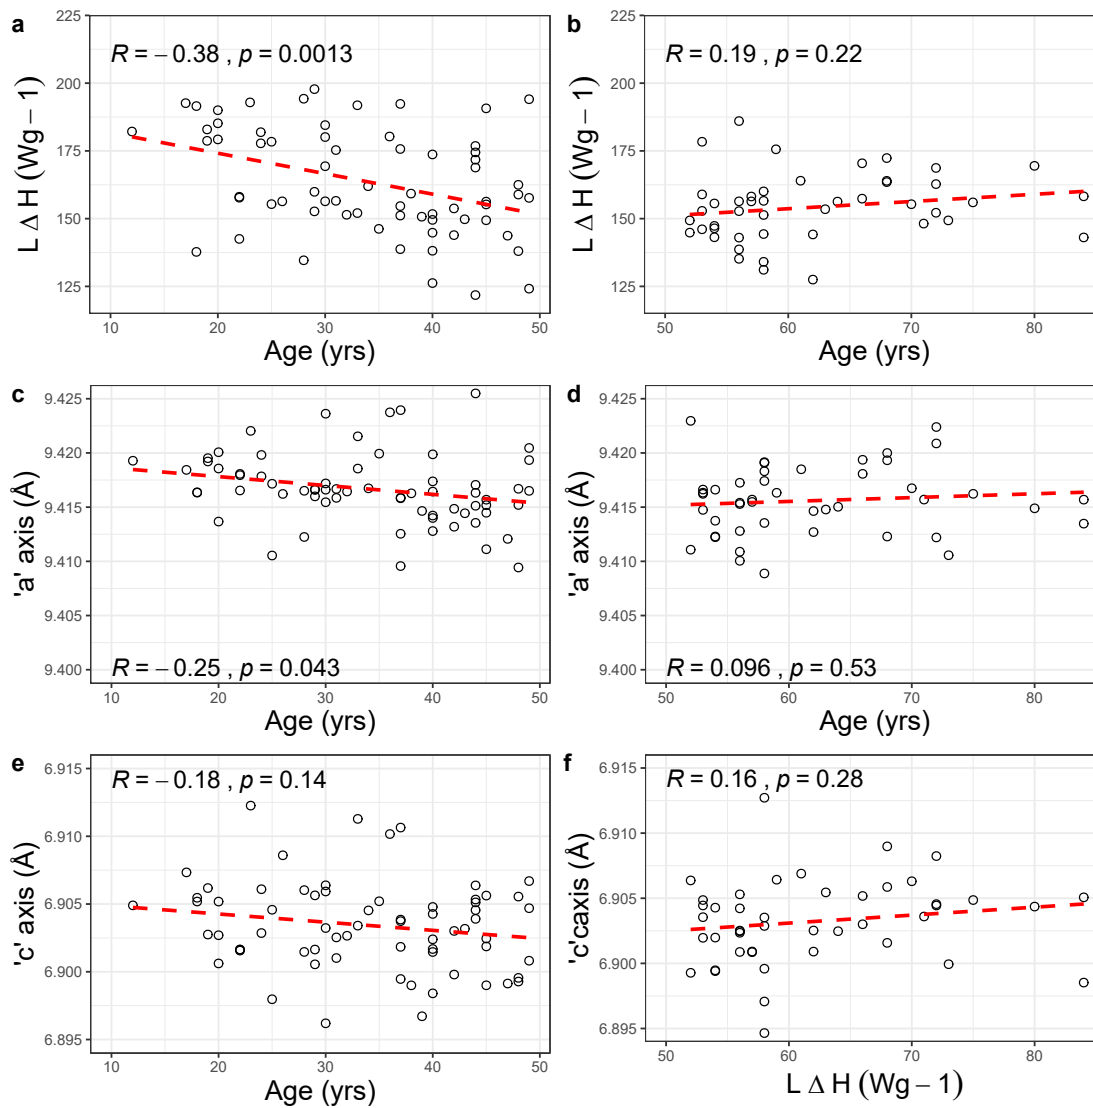 a
R = − 0.38 , p = 0.0013
L Δ H (Wg − 1)
225
200
175
150
125
10 20 30 40 50
Age (yrs)
b
R = 0.19 , p = 0.22
L Δ H (Wg − 1)
225
200
175
150
125
50 60 70 80
Age (yrs)
c
R = − 0.25 , p = 0.043
'a' axis (Å)
9.425
9.420
9.415
9.410
9.405
9.400
10 20 30 40 50
Age (yrs)
d
R = 0.096 , p = 0.53
'a' axis (Å)
9.425
9.420
9.415
9.410
9.405
9.400
50 60 70 80
Age (yrs)
e
R = − 0.18 , p = 0.14
'c' axis (Å)
6.915
6.910
6.905
6.900
6.895
10 20 30 40 50
Age (yrs)
f
R = 0.16 , p = 0.28
'c'caxis (Å)
6.915
6.910
6.905
6.900
6.895
50 60 70 80
L Δ H (Wg − 1)